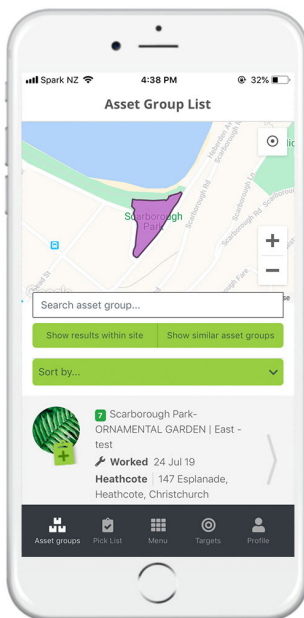 Spark NZ 4:38 PM 32%
Asset Group List
Scarborough
Park
Scarborough Rd
Search asset group...
Show results within site Show similar asset groups
Sort by...
7 Scarborough Park-
ORNAMENTAL GARDEN | East -
test
Worked 24 Jul 19
Heathcote | 147 Esplanade,
Heathcote, Christchurch
Asset groups Pick List Menu Targets Profile